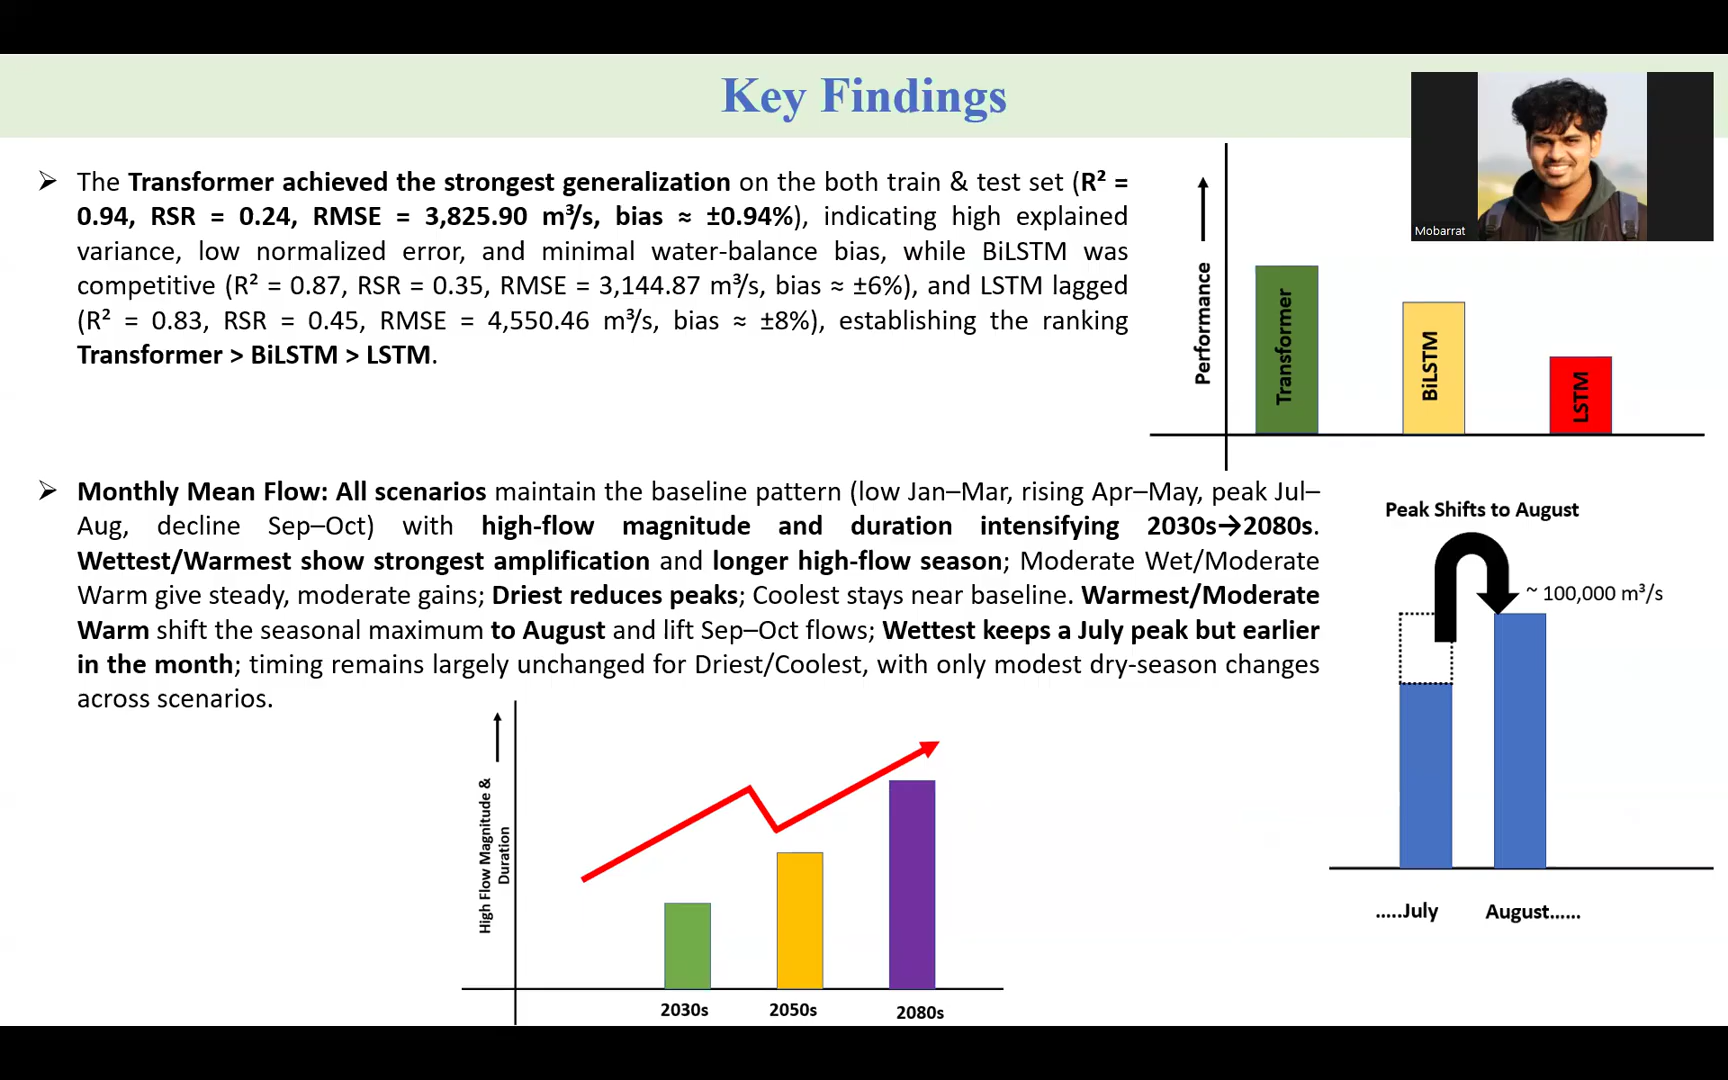 Key Findings
Mobarrat
➢ The Transformer achieved the strongest generalization on the both train & test set (R² =
0.94, RSR = 0.24, RMSE = 3,825.90 m³/s, bias ≈ ±0.94%), indicating high explained
variance, low normalized error, and minimal water-balance bias, while BiLSTM was
competitive (R² = 0.87, RSR = 0.35, RMSE = 3,144.87 m³/s, bias ≈ ±6%), and LSTM lagged
(R² = 0.83, RSR = 0.45, RMSE = 4,550.46 m³/s, bias ≈ ±8%), establishing the ranking
Transformer > BiLSTM > LSTM.
Performance
Transformer
BiLSTM
LSTM
➢ Monthly Mean Flow: All scenarios maintain the baseline pattern (low Jan–Mar, rising Apr–May, peak Jul–
Aug, decline Sep–Oct) with high-flow magnitude and duration intensifying 2030s→2080s.
Wettest/Warmest show strongest amplification and longer high-flow season; Moderate Wet/Moderate
Warm give steady, moderate gains; Driest reduces peaks; Coolest stays near baseline. Warmest/Moderate
Warm shift the seasonal maximum to August and lift Sep–Oct flows; Wettest keeps a July peak but earlier
in the month; timing remains largely unchanged for Driest/Coolest, with only modest dry-season changes
across scenarios.
Peak Shifts to August
~ 100,000 m³/s
.....July
August......
High Flow Magnitude &
Duration
2030s
2050s
2080s